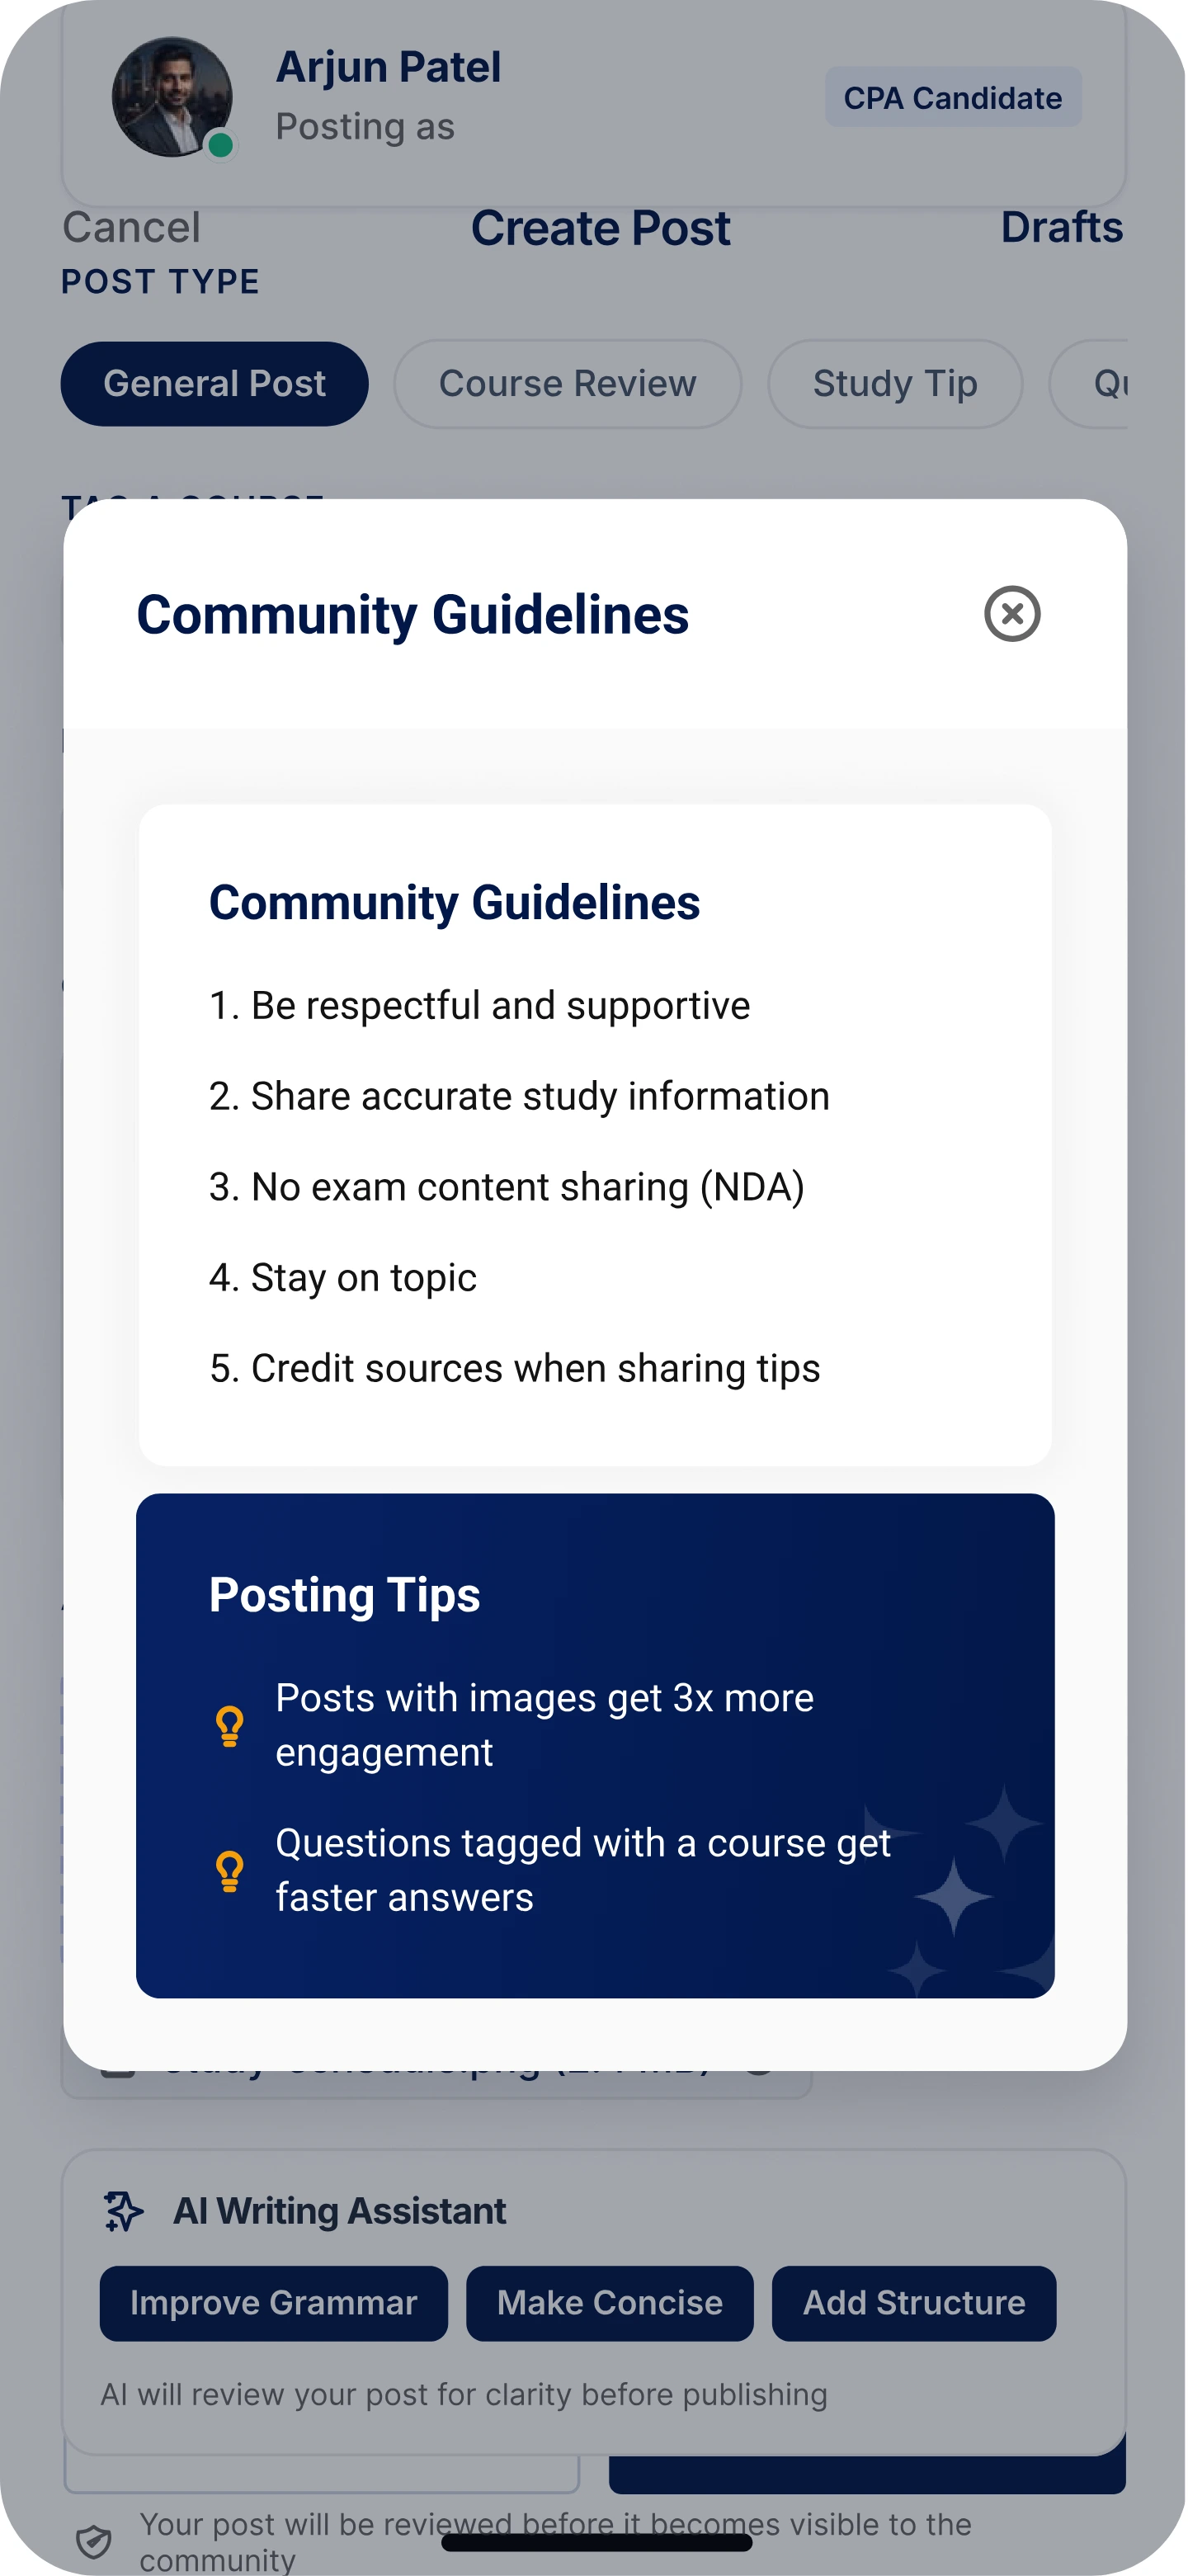 Arjun Patel
Posting as
CPA Candidate
Cancel
Create Post
Drafts
POST TYPE
General Post
Course Review
Study Tip
TAG A COURSE
Community Guidelines
Community Guidelines
1. Be respectful and supportive
2. Share accurate study information
3. No exam content sharing (NDA)
4. Stay on topic
5. Credit sources when sharing tips
Posting Tips
Posts with images get 3x more
engagement
Questions tagged with a course get
faster answers
AI Writing Assistant
Improve Grammar
Make Concise
Add Structure
AI will review your post for clarity before publishing
Your post will be reviewed before it becomes visible to the
community